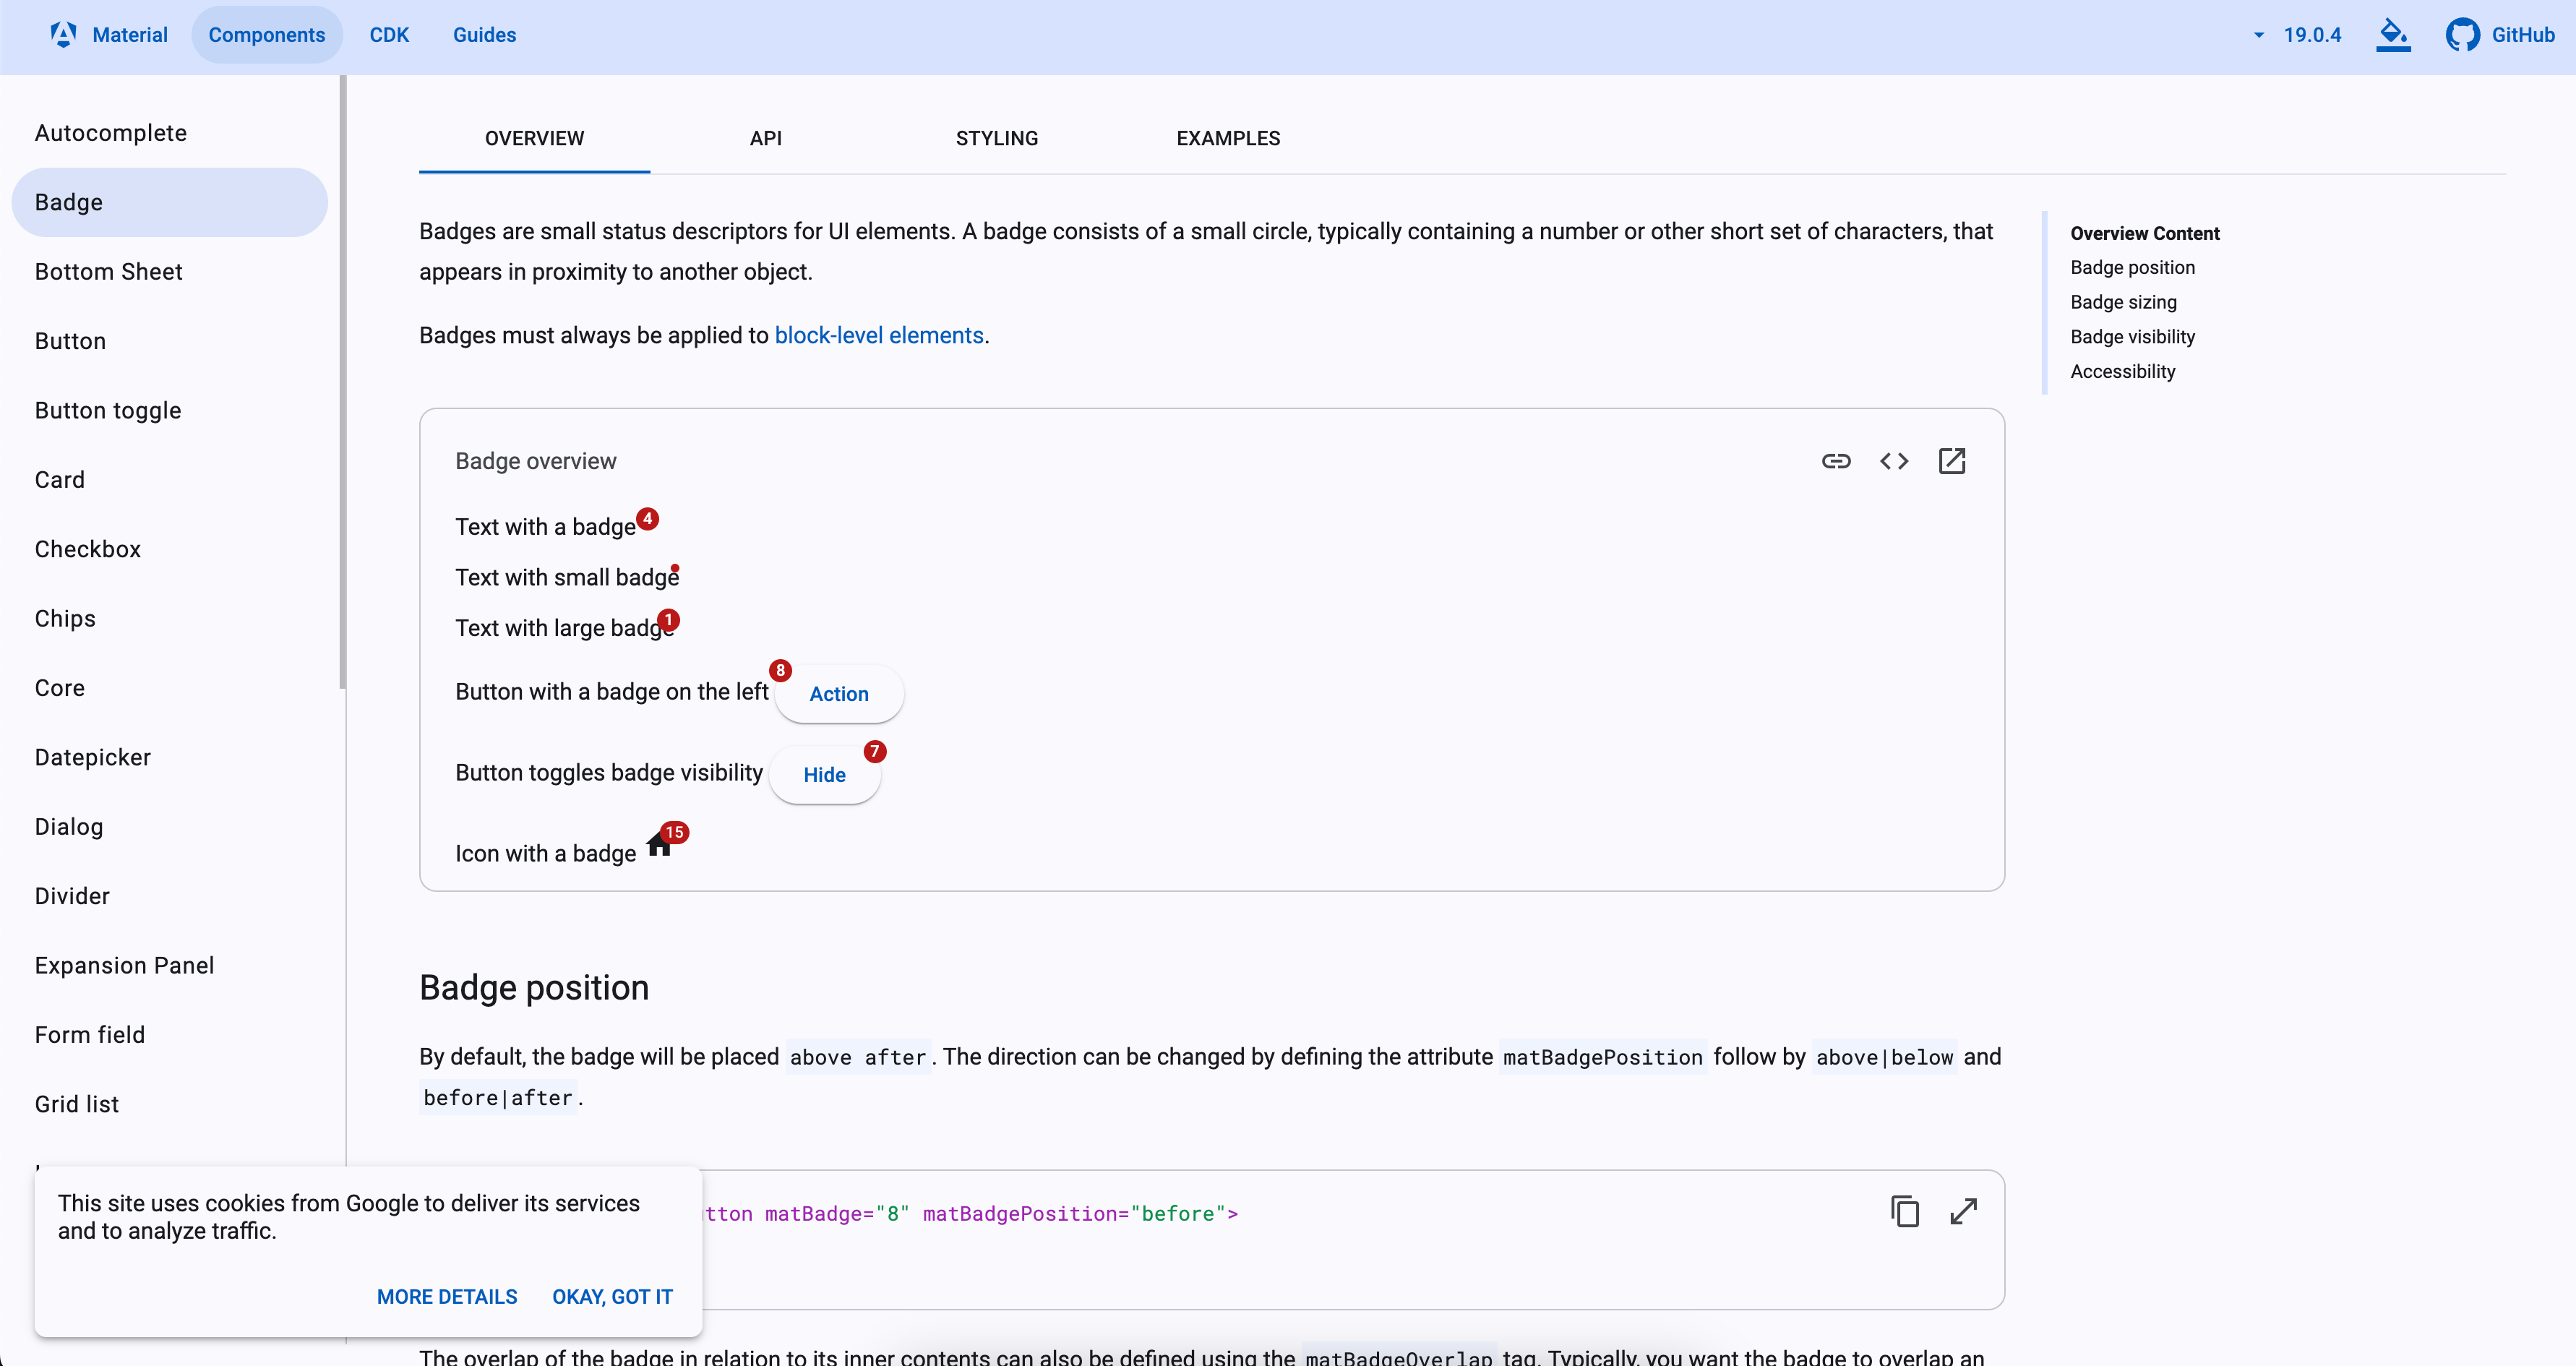 Material
Components
CDK
Guides
19.0.4
GitHub
Autocomplete
Badge
Bottom Sheet
Button
Button toggle
Card
Checkbox
Chips
Core
Datepicker
Dialog
Divider
Expansion Panel
Form field
Grid list
OVERVIEW
API
STYLING
EXAMPLES
Badges are small status descriptors for UI elements. A badge consists of a small circle, typically containing a number or other short set of characters, that
appears in proximity to another object.
Badges must always be applied to block-level elements.
Badge overview
Text with a badge 4
Text with small badge
Text with large badge 1
Button with a badge on the left 8 Action
Button toggles badge visibility Hide 7
Icon with a badge 15
Badge position
By default, the badge will be placed above after. The direction can be changed by defining the attribute matBadgePosition follow by above|below and
before|after.
tton matBadge="8" matBadgePosition="before">
The overlap of the badge in relation to its inner contents can also be defined using the matBadgeOverlap tag. Typically, you want the badge to overlap an
Overview Content
Badge position
Badge sizing
Badge visibility
Accessibility
This site uses cookies from Google to deliver its services
and to analyze traffic.
MORE DETAILS
OKAY, GOT IT